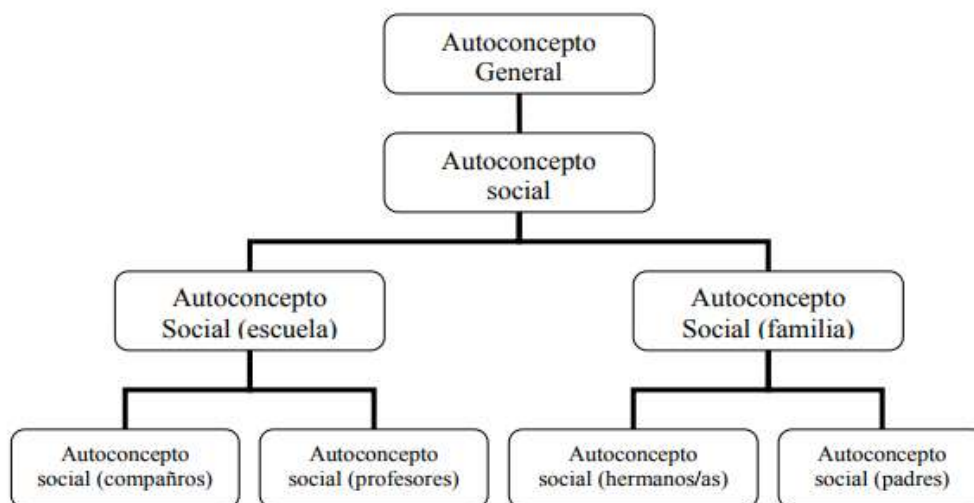 Autoconcepto
General
Autoconcepto
social
Autoconcepto
Social (escuela)
Autoconcepto
Social (familia)
Autoconcepto
social (compañros)
Autoconcepto
social (profesores)
Autoconcepto
social (hermanos/as)
Autoconcepto
social (padres)